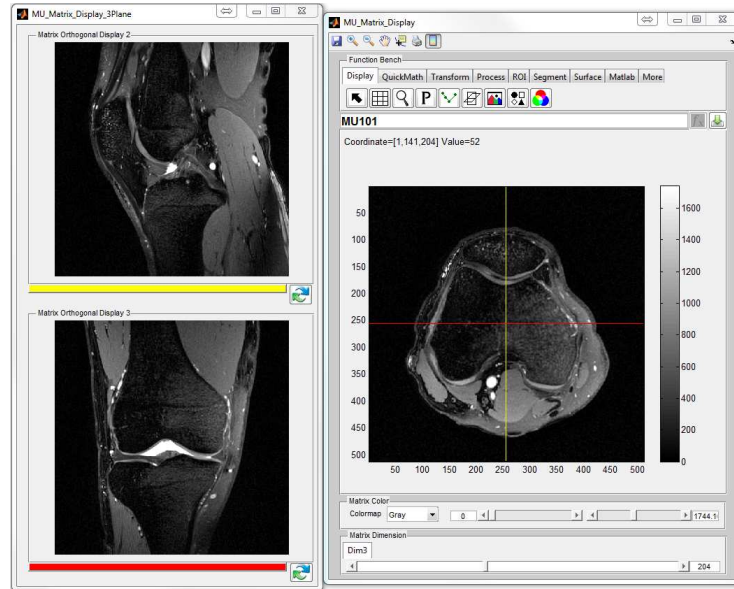 MU_Matrix_Display_3Plane
Matrix Orthogonal Display 2
Matrix Orthogonal Display 3
MU_Matrix_Display
Function Bench
Display QuickMath Transform Process ROI Segment Surface Matlab More
P
MU101
fx
Coordinate=[1,141,204] Value=52
50
100
150
200
250
300
350
400
450
500
50 100 150 200 250 300 350 400 450 500
1600
1400
1200
1000
800
600
400
200
0
Matrix Color
Colormap Gray 0 1744.1
Matrix Dimension
Dim3
204